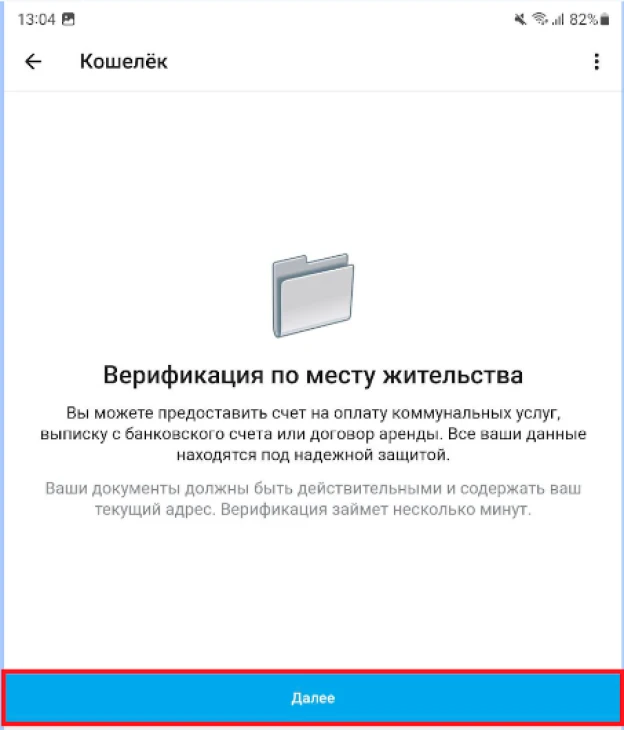 13:04 82%
Кошелёк
Верификация по месту жительства
Вы можете предоставить счет на оплату коммунальных услуг,
выписку с банковского счета или договор аренды. Все ваши данные
находятся под надежной защитой.
Ваши документы должны быть действительными и содержать ваш
текущий адрес. Верификация займет несколько минут.
Далее